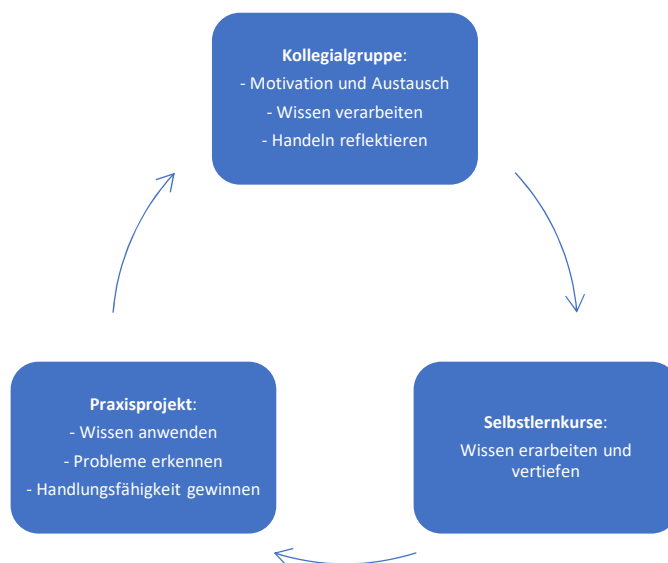 Kollegialgruppe:
- Motivation und Austausch
- Wissen verarbeiten
- Handeln reflektieren
Praxisprojekt:
- Wissen anwenden
- Probleme erkennen
- Handlungsfähigkeit gewinnen
Selbstlernkurse:
Wissen erarbeiten und
vertiefen